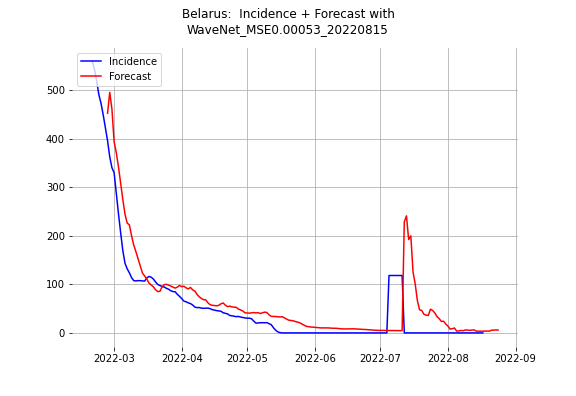 Belarus:  Incidence + Forecast with
WaveNet_MSE0.00053_20220815
Incidence
Forecast
500
400
300
200
100
0
2022-03 2022-04 2022-05 2022-06 2022-07 2022-08 2022-09